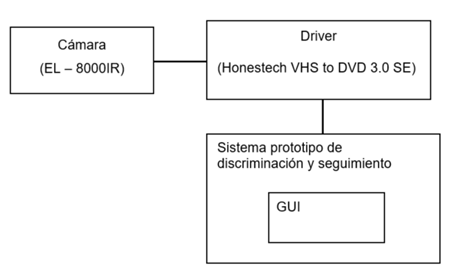 Cámara
(EL – 8000IR)
Driver
(Honestech VHS to DVD 3.0 SE)
Sistema prototipo de
discriminación y seguimiento
GUI